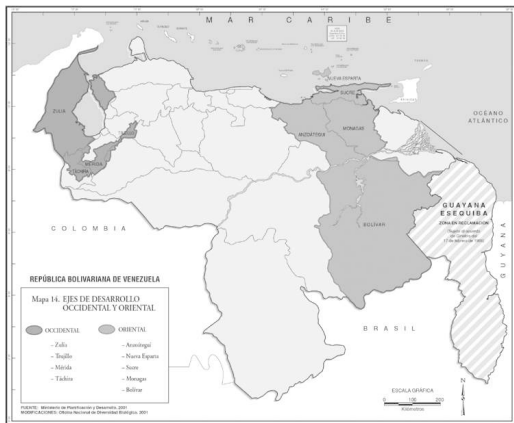 MAR CARIBE
NUEVA ESPARTA
SUCRE
OCÉANO
ATLÁNTICO
ZULIA
ANZOÁTEGUI
MONAGAS
MÉRIDA
TÁCHIRA
BOLÍVAR
GUAYANA
ESEQUIBA
ZONA EN RECLAMACIÓN
GUYANA
COLOMBIA
BRASIL
REPÚBLICA BOLIVARIANA DE VENEZUELA
Mapa 14. EJES DE DESARROLLO
OCCIDENTAL Y ORIENTAL
OCCIDENTAL
ORIENTAL
- Zulia
- Trujillo
- Mérida
- Táchira
- Anzoátegui
- Nueva Esparta
- Sucre
- Monagas
- Bolívar
ESCALA GRÁFICA
0 100 200
Kilómetros
N
FUENTE: Ministerio de Planificación y Desarrollo, 2001
MODIFICACIONES: Oficina Nacional de Diversidad Biológica, 2001